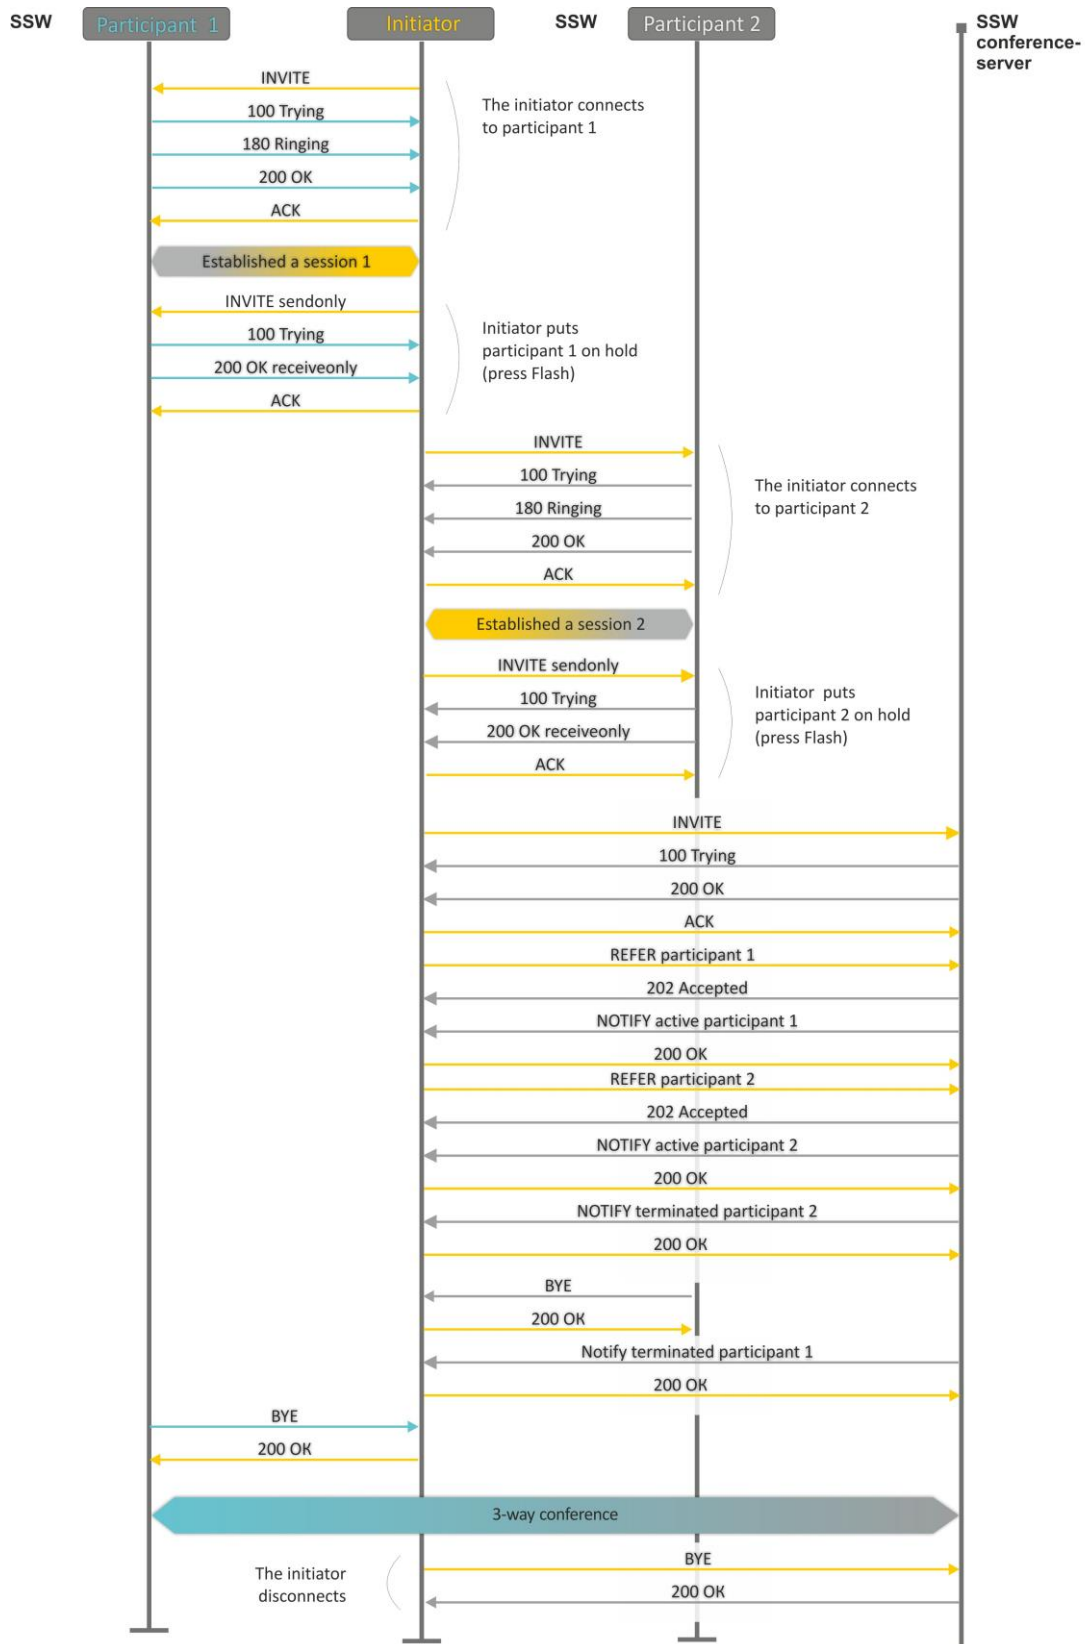 SSW
Participant 1
Initiator
SSW
Participant 2
SSW
conference-
server
INVITE
100 Trying
180 Ringing
200 OK
ACK
The initiator connects
to participant 1
Established a session 1
INVITE sendonly
100 Trying
200 OK receiveonly
ACK
Initiator puts
participant 1 on hold
(press Flash)
INVITE
100 Trying
180 Ringing
200 OK
ACK
The initiator connects
to participant 2
Established a session 2
INVITE sendonly
100 Trying
200 OK receiveonly
ACK
Initiator puts
participant 2 on hold
(press Flash)
INVITE
100 Trying
200 OK
ACK
REFER participant 1
202 Accepted
NOTIFY active participant 1
200 OK
REFER participant 2
202 Accepted
NOTIFY active participant 2
200 OK
NOTIFY terminated participant 2
200 OK
BYE
200 OK
Notify terminated participant 1
200 OK
BYE
200 OK
3-way conference
The initiator
disconnects
BYE
200 OK